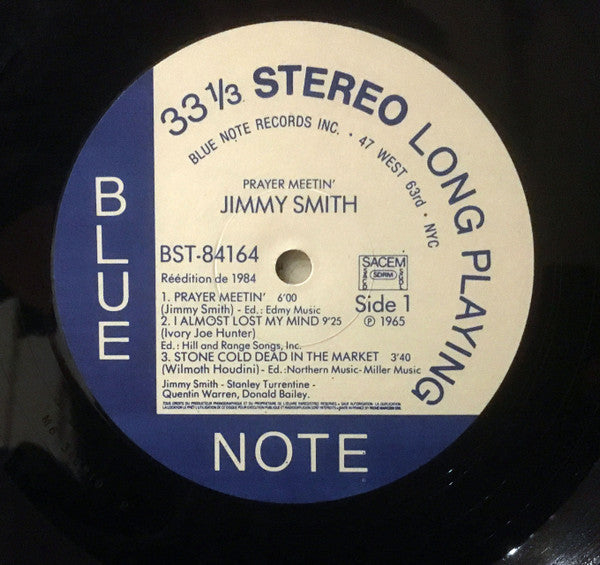 33 1/3 STEREO LONG PLAYING
BLUE NOTE RECORDS INC. · 47 WEST 63rd · NYC
PRAYER MEETIN'
JIMMY SMITH
BST-84164
Réédition de 1984
SACEM
SDRM
Side 1
℗ 1965
1. PRAYER MEETIN' 6'00
(Jimmy Smith) - Ed.: Edmy Music
2. I ALMOST LOST MY MIND 9'25
(Ivory Joe Hunter)
Ed.: Hill and Range Songs, Inc.
3. STONE COLD DEAD IN THE MARKET 3'40
(Wilmoth Houdini) - Ed.: Northern Music- Miller Music
Jimmy Smith - Stanley Turrentine -
Quentin Warren, Donald Bailey.
BLUE
NOTE